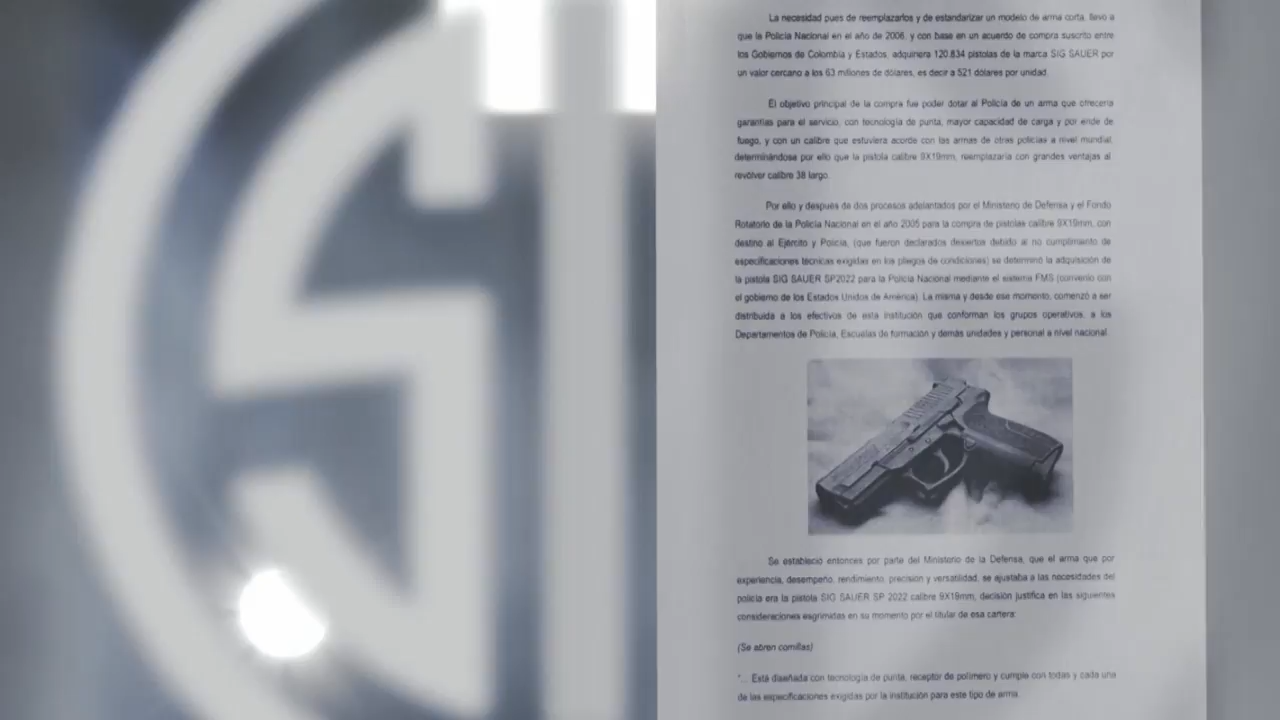 La necesidad pues de reemplazarlos y de estandarizar un modelo de arma corta, llevo a
que la Policía Nacional en el año de 2006, y con base en un acuerdo de compra suscrito entre
los Gobiernos de Colombia y Estados, adquiriera 120.834 pistolas de la marca SIG SAUER por
un valor cercano a los 63 millones de dólares, es decir a 521 dólares por unidad.
El objetivo principal de la compra fue poder dotar al Policía de un arma que ofreciera
garantías para el servicio, con tecnología de punta, mayor capacidad de carga y por ende de
fuego, y con un calibre que estuviera acorde con las armas de otras policías a nivel mundial,
determinándose por ello que la pistola calibre 9X19mm, reemplazaría con grandes ventajas al
revólver calibre 38 largo.
Por ello y después de dos procesos adelantados por el Ministerio de Defensa y el Fondo
Rotatorio de la Policía Nacional en el año 2005 para la compra de pistolas calibre 9X19mm, con
destino al Ejército y Policía, (que fueron declarados desiertos debido al no cumplimiento de
especificaciones técnicas exigidas en los pliegos de condiciones) se determinó la adquisición de
la pistola SIG SAUER SP2022 para la Policía Nacional mediante el sistema FMS (convenio con
el gobierno de los Estados Unidos de América). La misma y desde ese momento, comenzó a ser
distribuida a los efectivos de esta institución que conforman los grupos operativos, a los
Departamentos de Policía, Escuelas de formación y demás unidades y personal a nivel nacional.
Se estableció entonces por parte del Ministerio de la Defensa, que el arma que por
experiencia, desempeño, rendimiento, precisión y versatilidad, se ajustaba a las necesidades del
policía era la pistola SIG SAUER SP 2022 calibre 9X19mm, decisión justifica en las siguientes
consideraciones esgrimidas en su momento por el titular de esa cartera:
(Se abren comillas)
"... Está diseñada con tecnología de punta, receptor de polímero y cumple con todas y cada una
de las especificaciones exigidas por la institución para este tipo de arma.